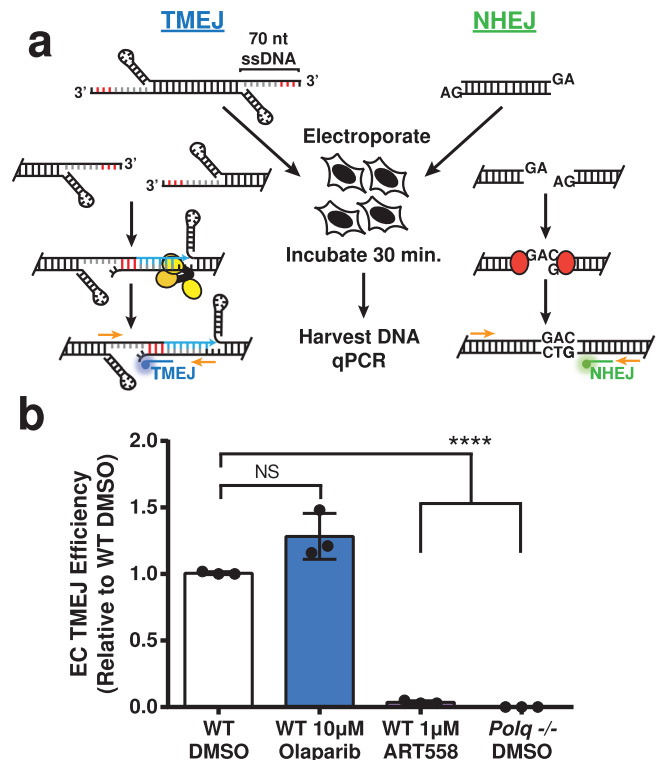 a
TMEJ
NHEJ
70 nt
ssDNA
3'
3'
GA
AG
Electroporate
3'
3'
GA
AG
Incubate 30 min.
GAC
G
Harvest DNA
qPCR
GAC
CTG
TMEJ
NHEJ
b
EC TMEJ Efficiency
(Relative to WT DMSO)
2.0
1.5
1.0
0.5
0.0
****
NS
WT
DMSO
WT 10μM
Olaparib
WT 1μM
ART558
Polq -/-
DMSO